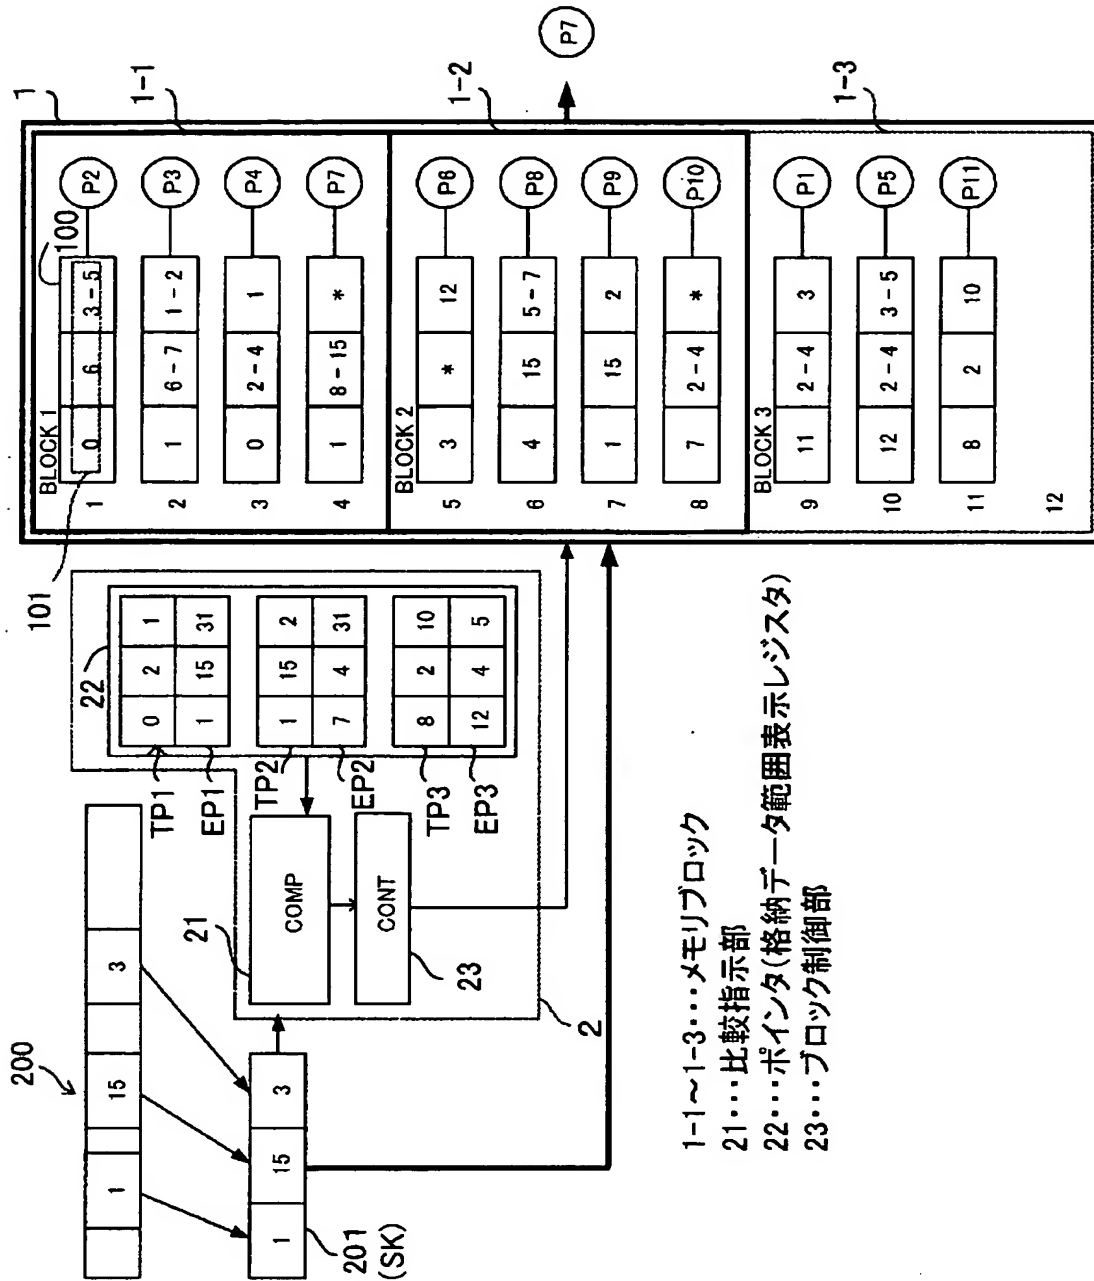 200
1 15 3
1 15 3
201
(SK)
2
21
COMP
CONT
23
22
TP1
0 2 1
EP1
1 15 31
TP2
1 15 2
EP2
7 4 31
TP3
8 2 10
EP3
12 4 5
101
100
1
1-1
BLOCK 1
1 0 6 3-5 P2
2 1 6-7 1-2 P3
3 0 2-4 1 P4
4 1 8-15 * P7
1-2
BLOCK 2
5 3 * 12 P6
6 4 15 5-7 P8
7 1 15 2 P9
8 7 2-4 * P10
P7
1-3
BLOCK 3
9 11 2-4 3 P1
10 12 2-4 3-5 P5
11 8 2 10 P11
12
1-1~1-3・・・メモリブロック
21・・・比較指示部
22・・・ポインタ(格納データ範囲表示レジスタ)
23・・・ブロック制御部